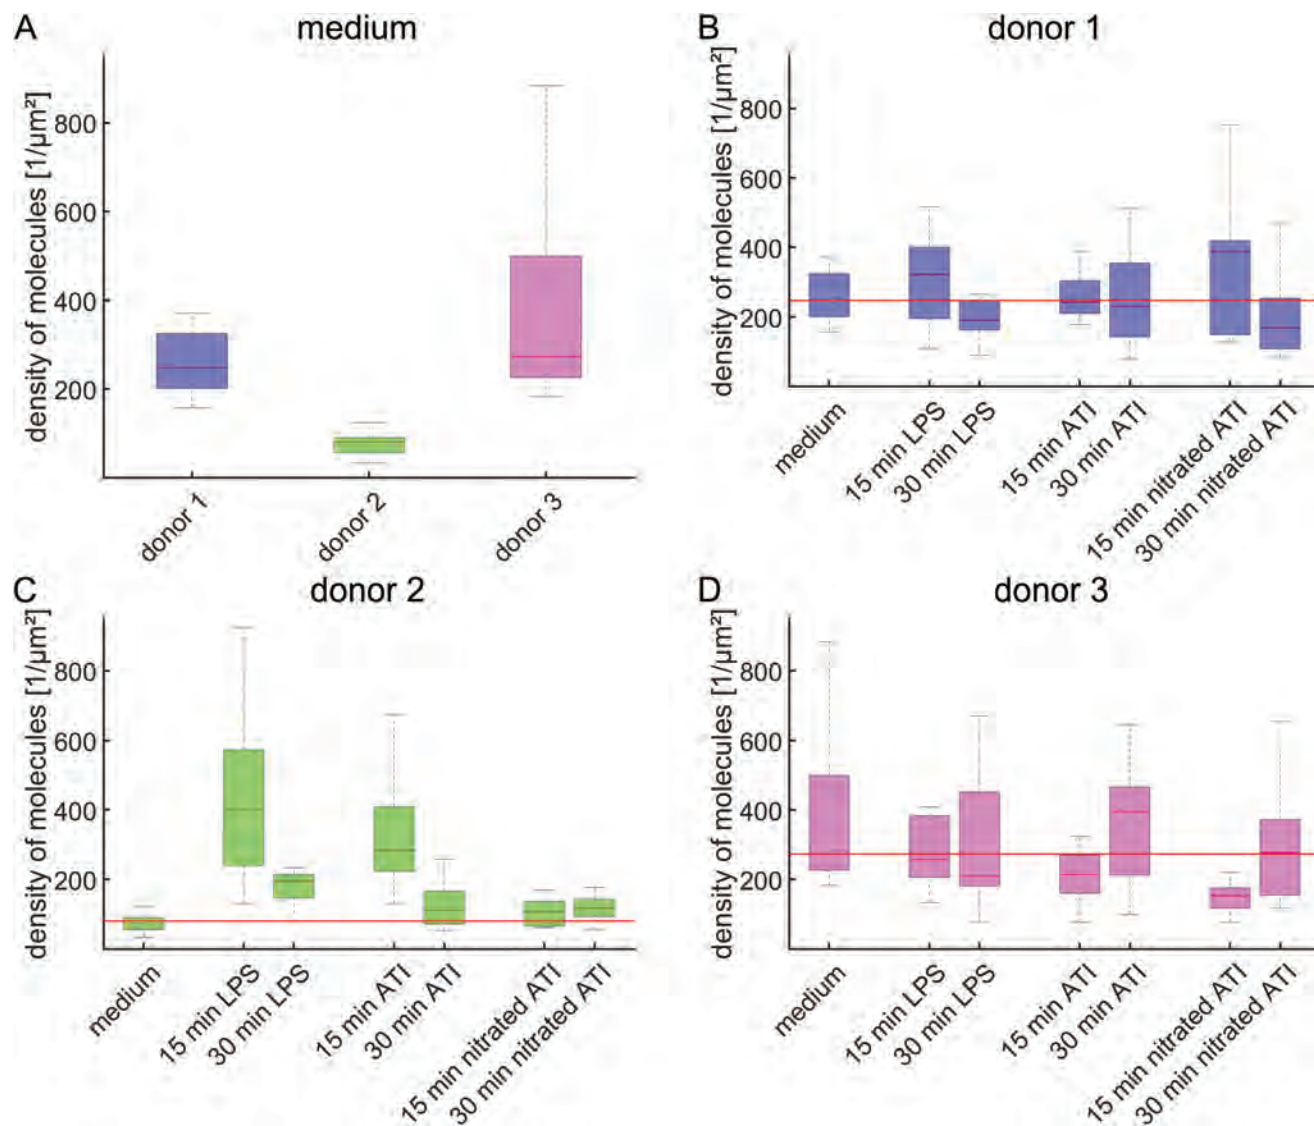 A
medium
density of molecules [1/μm²]
800
600
400
200
donor 1
donor 2
donor 3
B
donor 1
density of molecules [1/μm²]
800
600
400
200
medium
15 min LPS
30 min LPS
15 min ATI
30 min ATI
15 min nitrated ATI
30 min nitrated ATI
C
donor 2
density of molecules [1/μm²]
800
600
400
200
medium
15 min LPS
30 min LPS
15 min ATI
30 min ATI
15 min nitrated ATI
30 min nitrated ATI
D
donor 3
density of molecules [1/μm²]
800
600
400
200
medium
15 min LPS
30 min LPS
15 min ATI
30 min ATI
15 min nitrated ATI
30 min nitrated ATI